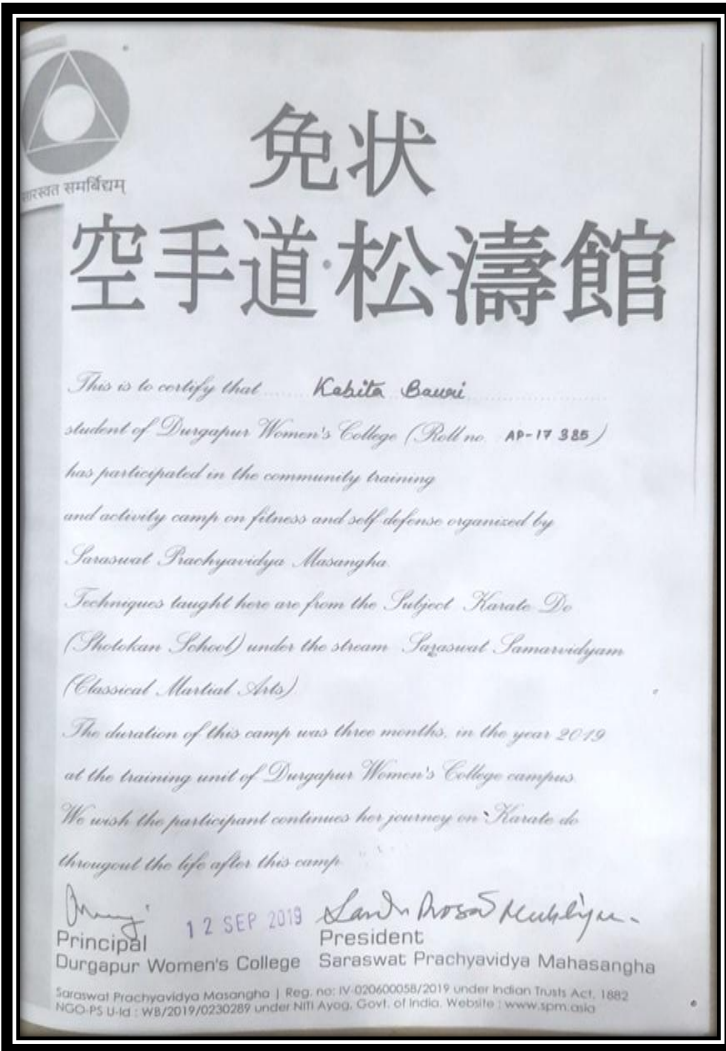 सारस्वत समर्बिद्यम्
免状
空手道・松濤館
This is to certify that ...... Kabita Bauri
student of Durgapur Women's College (Roll no. AP-17 385)
has participated in the community training
and activity camp on fitness and self defense organized by
Saraswat Prachyavidya Masangha
Techniques taught here are from the Subject Karate Do
(Shotokan School) under the stream Saraswat Samarvidyam
(Classical Martial Arts)
The duration of this camp was three months, in the year 2019
at the training unit of Durgapur Women's College campus
We wish the participant continues her journey on Karate do
througout the life after this camp
12 SEP 2019
Principal
Durgapur Women's College
President
Saraswat Prachyavidya Mahasangha
Saraswat Prachyavidya Masangha | Reg. no: IV-020600058/2019 under Indian Trusts Act, 1882
NGO-PS U-Id : WB/2019/0230289 under NITI Ayog, Govt. of India. Website : www.spm.asia